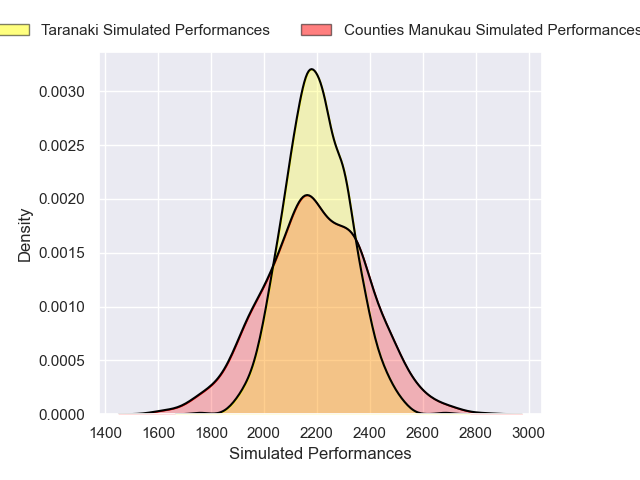 Taranaki Simulated Performances
Counties Manukau Simulated Performances
0.0030
0.0025
0.0020
0.0015
0.0010
0.0005
0.0000
Density
1400 1600 1800 2000 2200 2400 2600 2800 3000
Simulated Performances